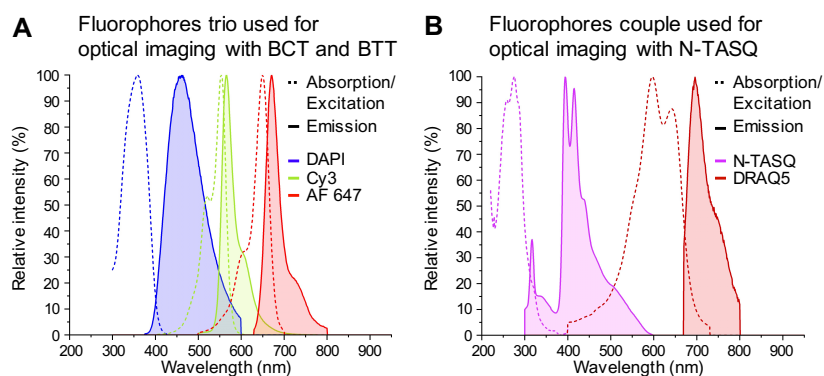 A
Fluorophores trio used for
optical imaging with BCT and BTT
Relative intensity (%)
100
90
80
70
60
50
40
30
20
10
0
Absorption/
Excitation
Emission
DAPI
Cy3
AF 647
200 300 400 500 600 700 800 900
Wavelength (nm)
B
Fluorophores couple used for
optical imaging with N-TASQ
Relative intensity (%)
100
90
80
70
60
50
40
30
20
10
0
Absorption/
Excitation
Emission
N-TASQ
DRAQ5
200 300 400 500 600 700 800 900
Wavelength (nm)